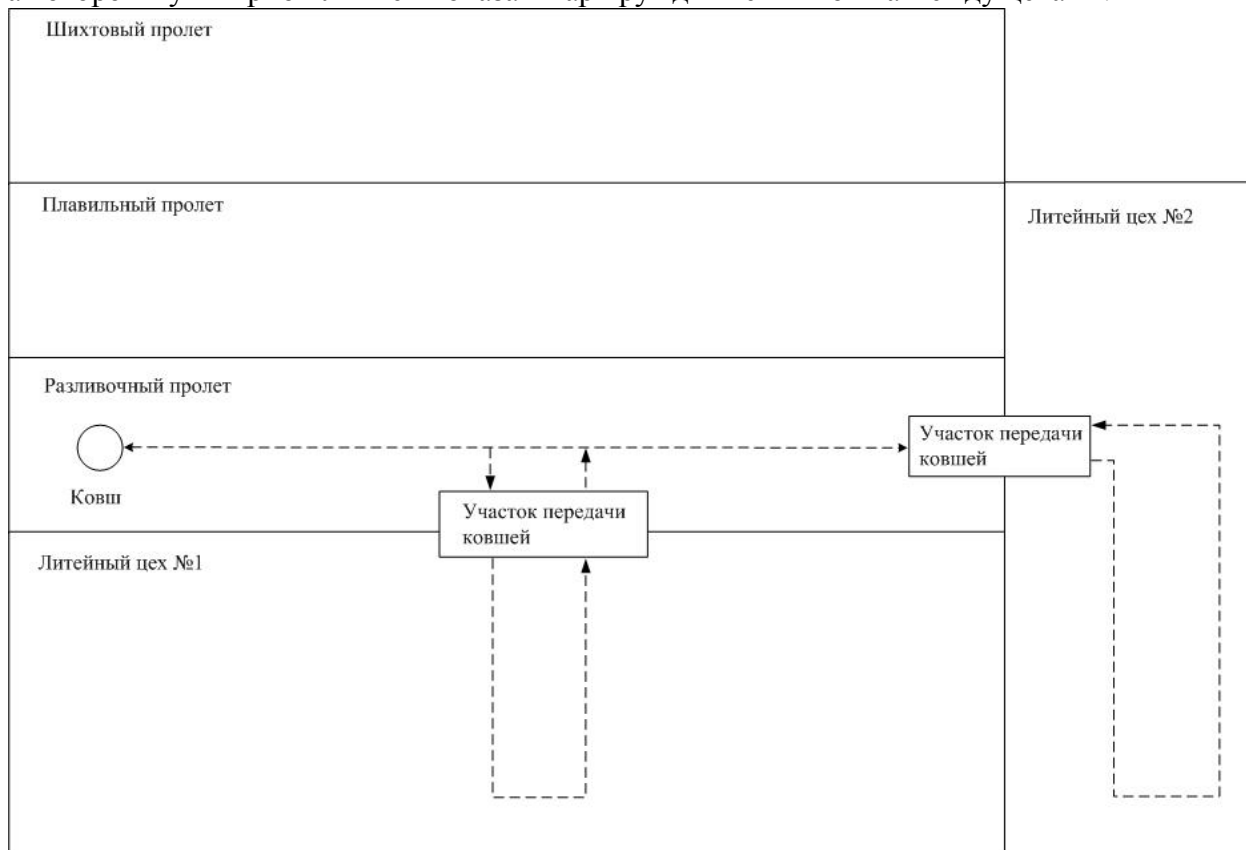 Шихтовый пролет
Плавильный пролет
Литейный цех №2
Разливочный пролет
Участок передачи
ковшей
Ковш
Участок передачи
ковшей
Литейный цех №1